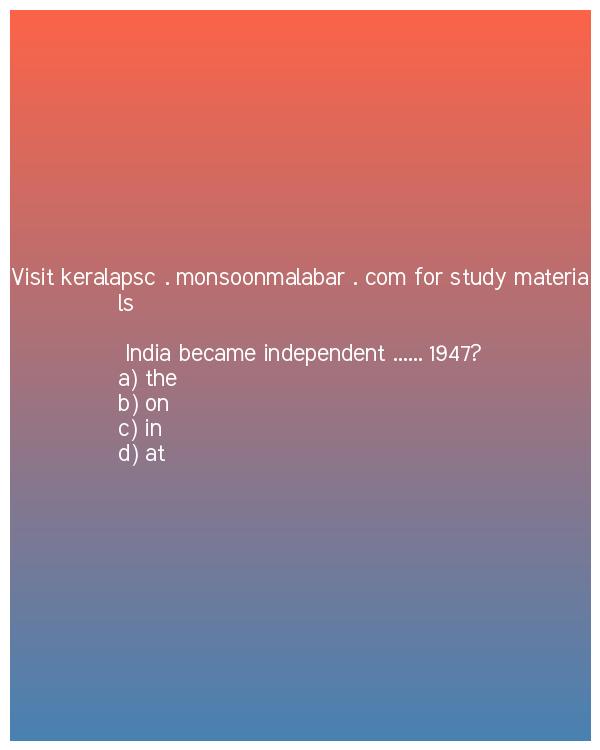 Visit keralapsc . monsoonmalabar . com for study materia
ls
India became independent ...... 1947?
a) the
b) on
c) in
d) at